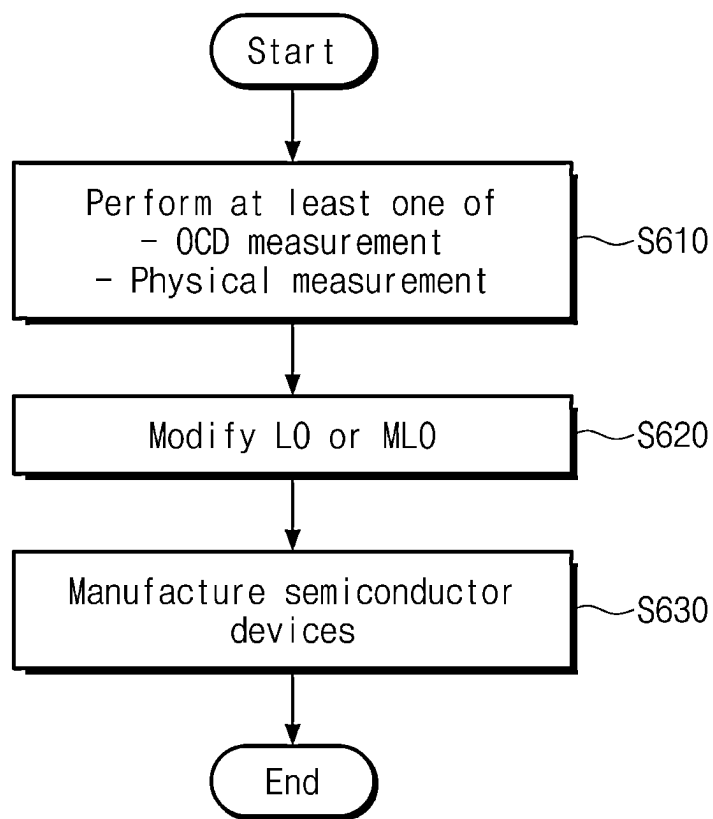 Start
Perform at least one of
- OCD measurement
- Physical measurement
S610
Modify LO or MLO
S620
Manufacture semiconductor
devices
S630
End